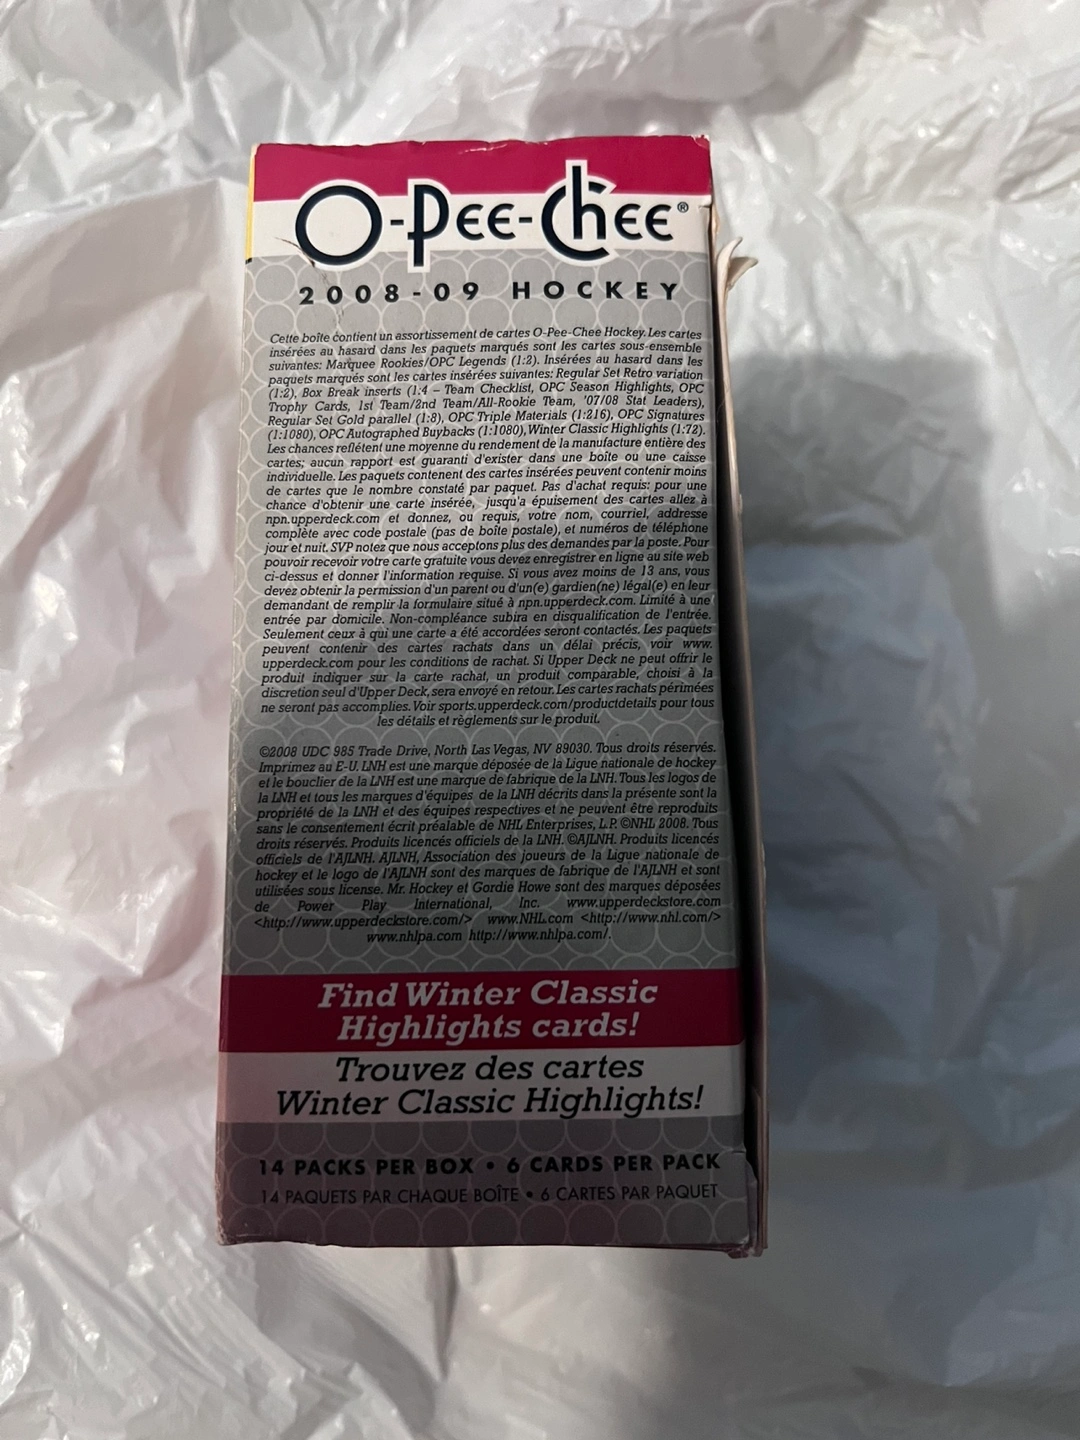 O-Pee-Chee®
2008-09 HOCKEY
Cette boîte contient un assortissement de cartes O-Pee-Chee Hockey. Les cartes
insérées au hasard dans les paquets marqués sont les cartes sous-ensemble
suivantes: Marquee Rookies/OPC Legends (1:2). Insérées au hasard dans les
paquets marqués sont les cartes insérées suivantes: Regular Set Retro variation
(1:2), Box Break inserts (1:4 – Team Checklist, OPC Season Highlights, OPC
Trophy Cards, 1st Team/2nd Team/All-Rookie Team, '07/08 Stat Leaders),
Regular Set Gold parallel (1:8), OPC Triple Materials (1:216), OPC Signatures
(1:1080), OPC Autographed Buybacks (1:1080), Winter Classic Highlights (1:72).
Les chances reflétent une moyenne du rendement de la manufacture entière des
cartes; aucun rapport est guaranti d'exister dans une boîte ou une caisse
individuelle. Les paquets contenent des cartes insérées peuvent contenir moins
de cartes que le nombre constaté par paquet. Pas d'achat requis: pour une
chance d'obtenir une carte insérée, jusqu'a épuisement des cartes allez à
npn.upperdeck.com et donnez, ou requis, votre nom, courriel, addresse
complète avec code postale (pas de boîte postale), et numéros de téléphone
jour et nuit. SVP notez que nous acceptons plus des demandes par la poste. Pour
pouvoir recevoir votre carte gratuite vous devez enregistrer en ligne au site web
ci-dessus et donner l'information requise. Si vous avez moins de 13 ans, vous
devez obtenir la permission d'un parent ou d'un(e) gardien(ne) légal(e) en leur
demandant de remplir la formulaire situé à npn.upperdeck.com. Limité à une
entrée par domicile. Non-compléance subira en disqualification de l'entrée.
Seulement ceux à qui une carte a été accordées seront contactés. Les paquets
peuvent contenir des cartes rachats dans un délai précis, voir www.
upperdeck.com pour les conditions de rachat. Si Upper Deck ne peut offrir le
produit indiquer sur la carte rachat, un produit comparable, choisi à la
discretion seul d'Upper Deck, sera envoyé en retour. Les cartes rachats périmées
ne seront pas accomplies. Voir sports.upperdeck.com/productdetails pour tous
les détails et règlements sur le produit.
©2008 UDC 985 Trade Drive, North Las Vegas, NV 89030. Tous droits réservés.
Imprimez au E-U. LNH est une marque déposée de la Ligue nationale de hockey
et le bouclier de la LNH est une marque de fabrique de la LNH. Tous les logos de
la LNH et tous les marques d'équipes de la LNH décrits dans la présente sont la
propriété de la LNH et des équipes respectives et ne peuvent être reproduits
sans le consentement écrit préalable de NHL Enterprises, L.P. ©NHL 2008. Tous
droits réservés. Produits licencés officiels de la LNH. ©AJLNH. Produits licencés
officiels de l'AJLNH. AJLNH, Association des joueurs de la Ligue nationale de
hockey et le logo de l'AJLNH sont des marques de fabrique de l'AJLNH et sont
utilisées sous license. Mr. Hockey et Gordie Howe sont des marques déposées
de Power Play International, Inc. www.upperdeckstore.com
<http://www.upperdeckstore.com/> www.NHL.com <http://www.nhl.com/>
www.nhlpa.com http://www.nhlpa.com/.
Find Winter Classic
Highlights cards!
Trouvez des cartes
Winter Classic Highlights!
14 PACKS PER BOX • 6 CARDS PER PACK
14 PAQUETS PAR CHAQUE BOÎTE • 6 CARTES PAR PAQUET